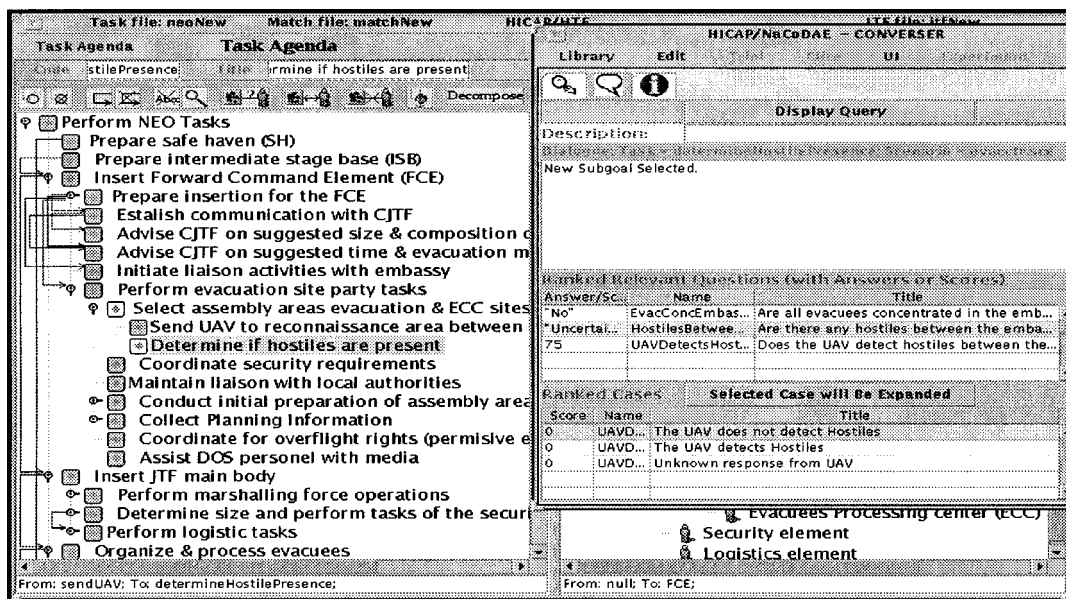 Task file: neoNew Match file: matchNew HICAP/HTE LTF file: ltfNew
Task Agenda Task Agenda
Code stilePresence Title rmine if hostiles are present
Abc Decompose
Perform NEO Tasks
Prepare safe haven (SH)
Prepare intermediate stage base (ISB)
Insert Forward Command Element (FCE)
Prepare insertion for the FCE
Estalish communication with CJTF
Advise CJTF on suggested size & composition c
Advise CJTF on suggested time & evacuation m
Initiate liaison activities with embassy
Perform evacuation site party tasks
Select assembly areas evacuation & ECC sites
Send UAV to reconnaissance area between
Determine if hostiles are present
Coordinate security requirements
Maintain liaison with local authorities
Conduct initial preparation of assembly area
Collect Planning Information
Coordinate for overflight rights (permisive e
Assist DOS personel with media
Insert JTF main body
Perform marshalling force operations
Determine size and perform tasks of the securi
Perform logistic tasks
Organize & process evacuees
From: sendUAV; To: determineHostilePresence;
HICAP/NaCoDAE - CONVERSER
Library Edit UI
Display Query
Description:
Dialogue: Task = determineHostilePresence;
New Subgoal Selected.
Ranked Relevant Questions (with Answers or Scores)
Answer/Sc... Name Title
"No" EvacConcEmbas... Are all evacuees concentrated in the emb...
"Uncertai... HostilesBetwee... Are there any hostiles between the emba...
75 UAVDetectsHost... Does the UAV detect hostiles between the...
Ranked Cases Selected Case will Be Expanded
Score Name Title
0 UAVD... The UAV does not detect Hostiles
0 UAVD... The UAV detects Hostiles
0 UAVD... Unknown response from UAV
Evacuees Processing center (ECC)
Security element
Logistics element
From: null; To: FCE;